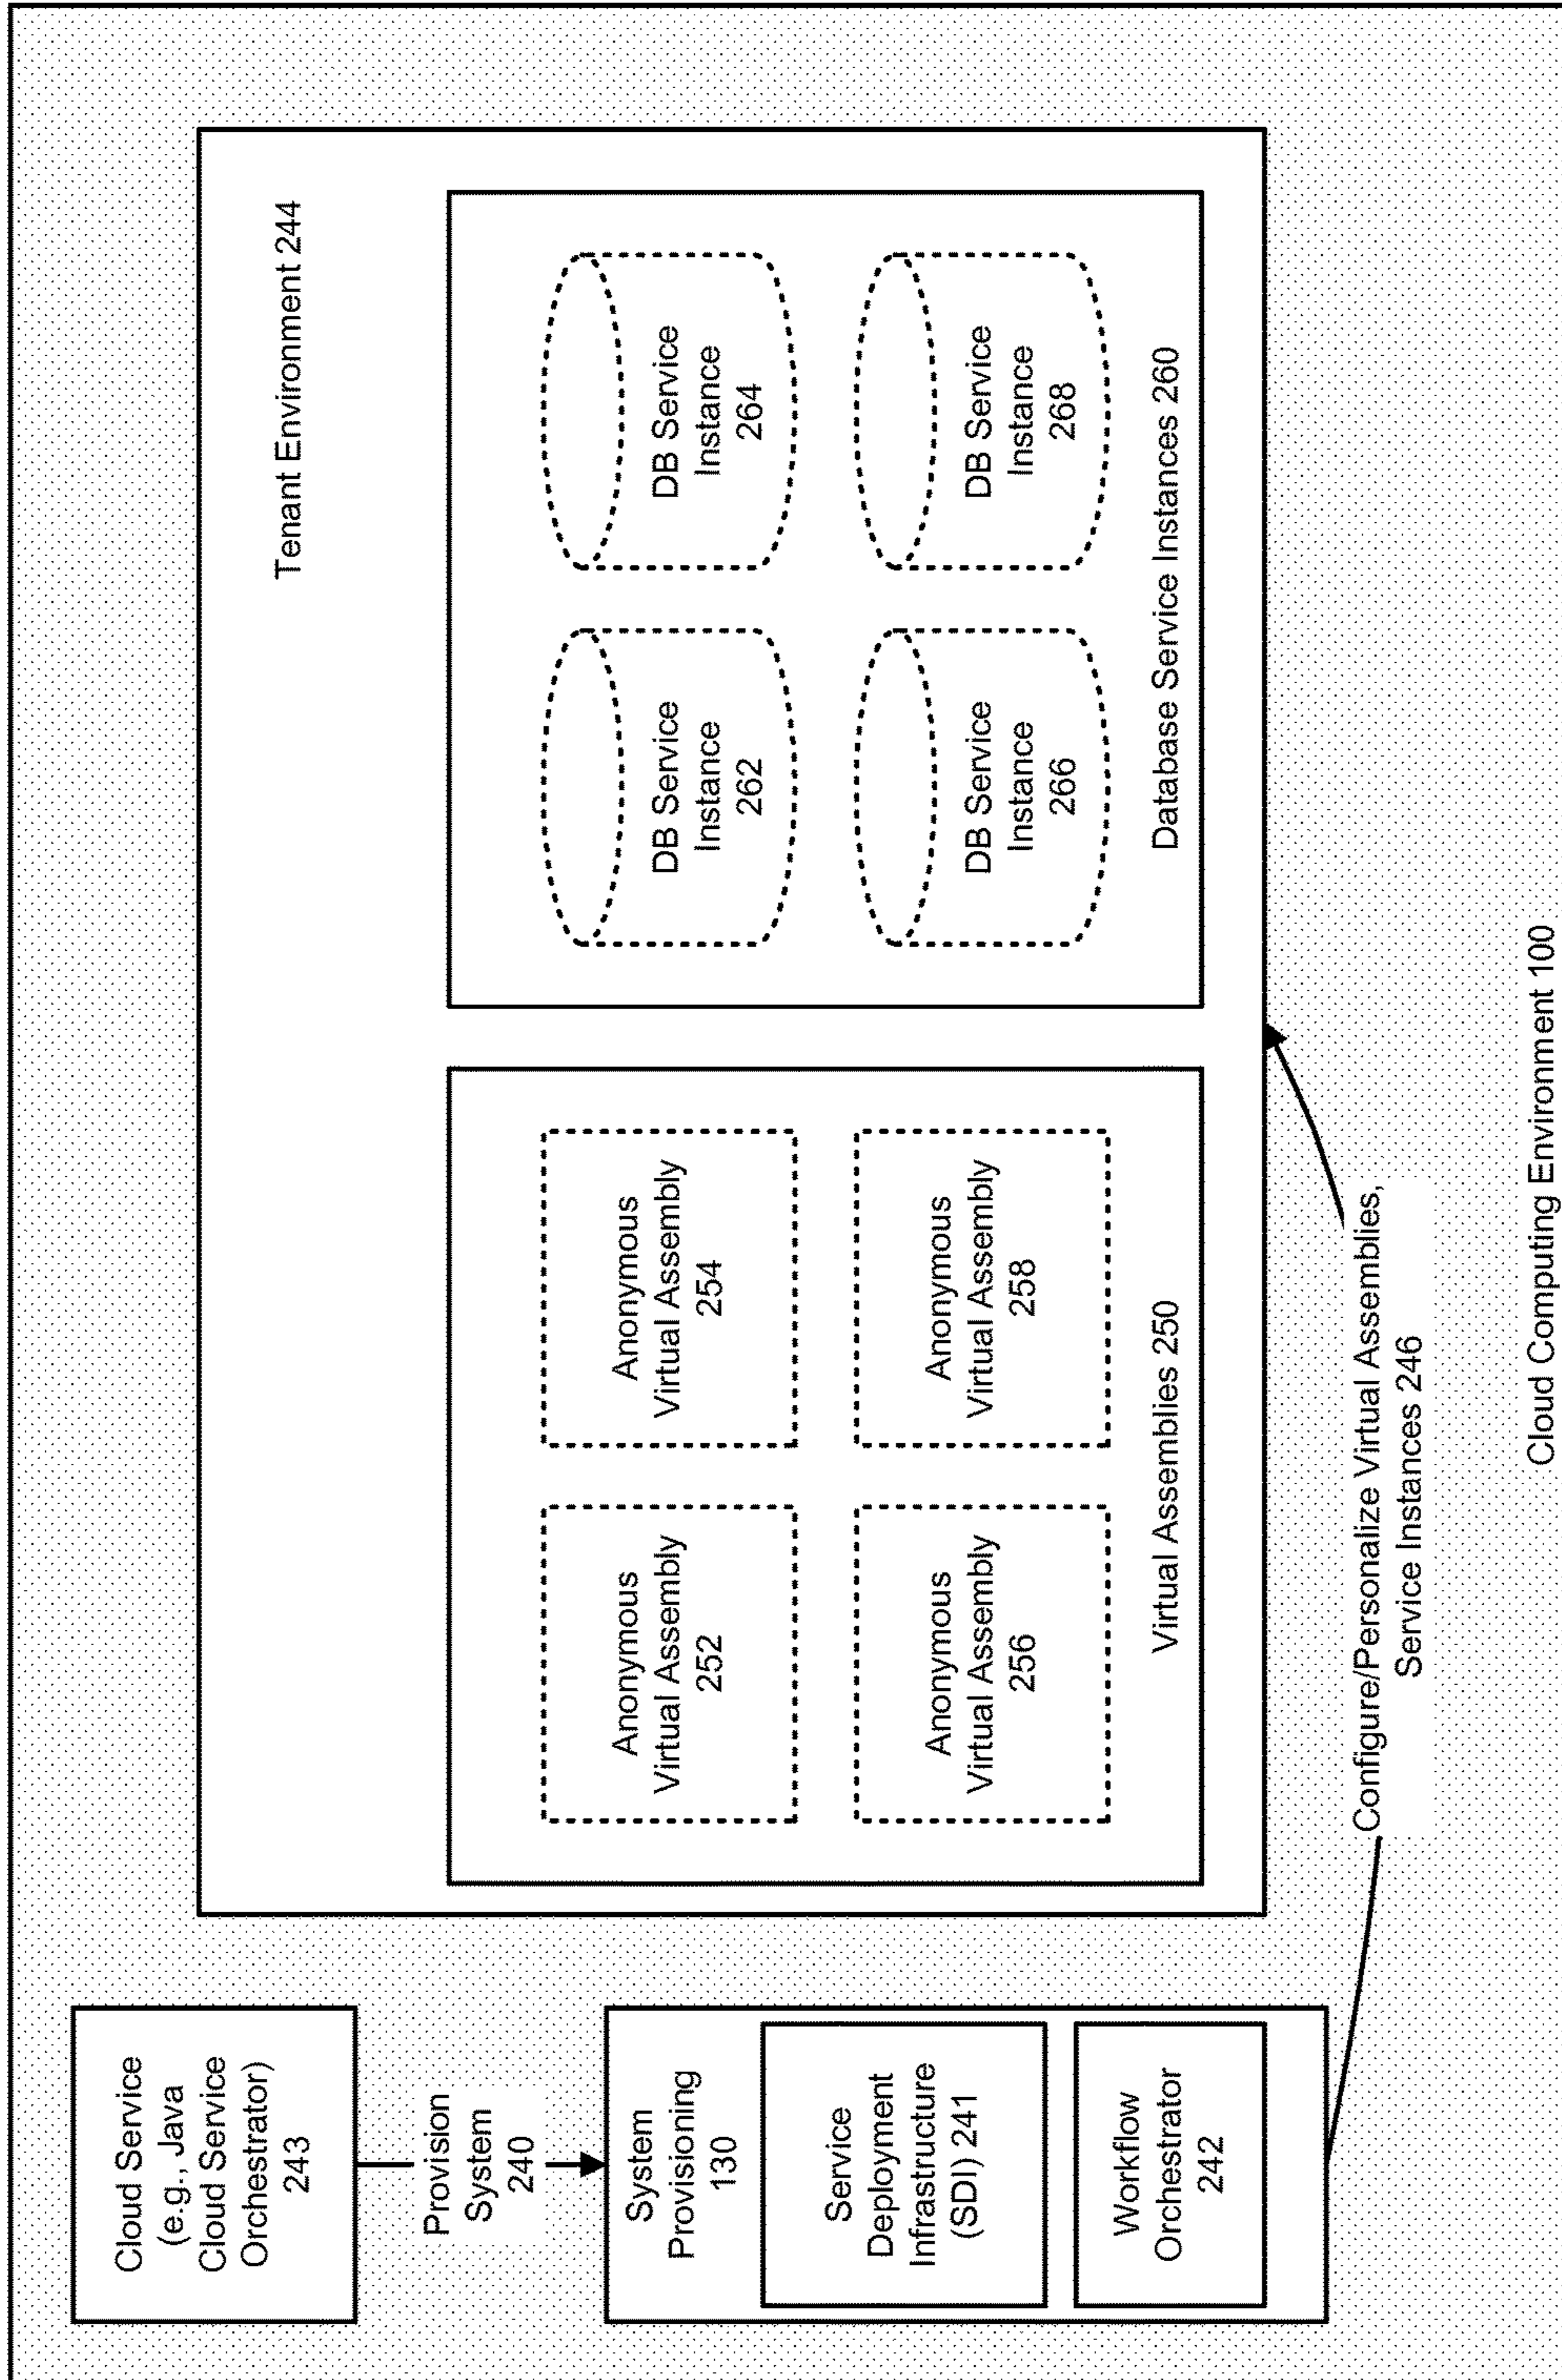 Cloud Service
(e.g., Java
Cloud Service
Orchestrator)
243
Provision
System
240
System
Provisioning
130
Service
Deployment
Infrastructure
(SDI) 241
Workflow
Orchestrator
242
Tenant Environment 244
Anonymous
Virtual Assembly
252
Anonymous
Virtual Assembly
254
Anonymous
Virtual Assembly
256
Anonymous
Virtual Assembly
258
Virtual Assemblies 250
DB Service
Instance
262
DB Service
Instance
264
DB Service
Instance
266
DB Service
Instance
268
Database Service Instances 260
Configure/Personalize Virtual Assemblies,
Service Instances 246
Cloud Computing Environment 100